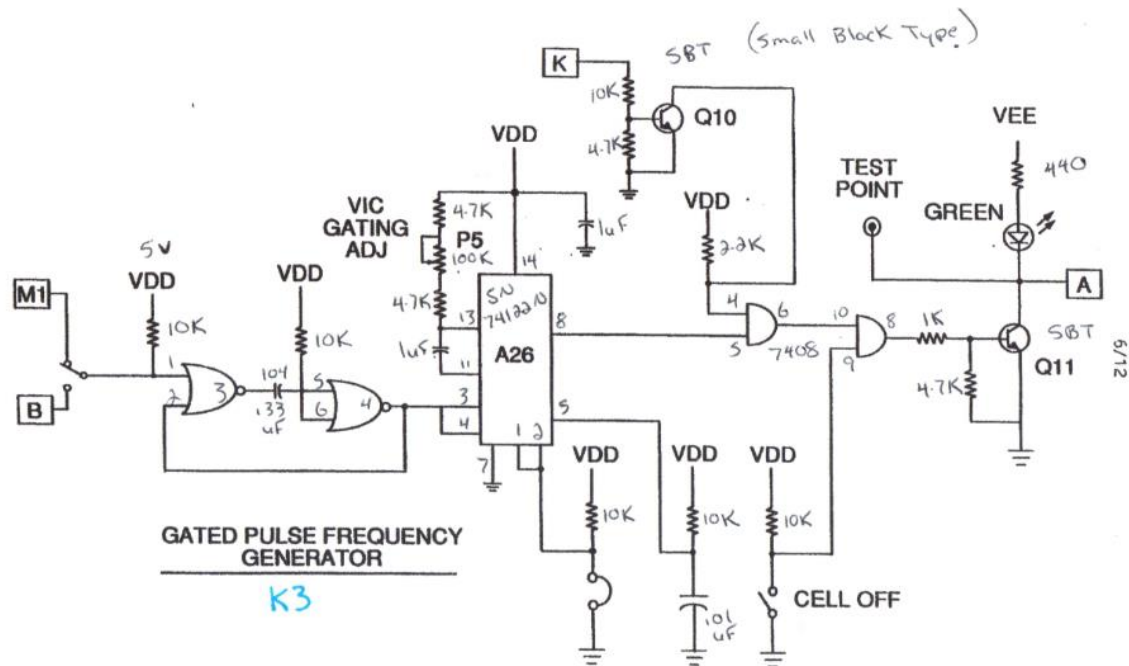 SBT (Small Block Type)
K
10K
Q10
4.7K
VDD
VEE
440
TEST
POINT
GREEN
VIC
GATING
ADJ
4.7K
P5
100K
4.7K
1uF
14
VDD
2.2K
5V
VDD
VDD
M1
10K
10K
B
1
2
3
104
.33
uF
5
6
4
13
1uF
11
SN
74122N
A26
3
4
7
1 2
8
5
4
5
6
7408
10
9
8
1K
4.7K
A
SBT
Q11
6/12
VDD
VDD
VDD
10K
10K
10K
.01
uF
CELL OFF
GATED PULSE FREQUENCY
GENERATOR
K3